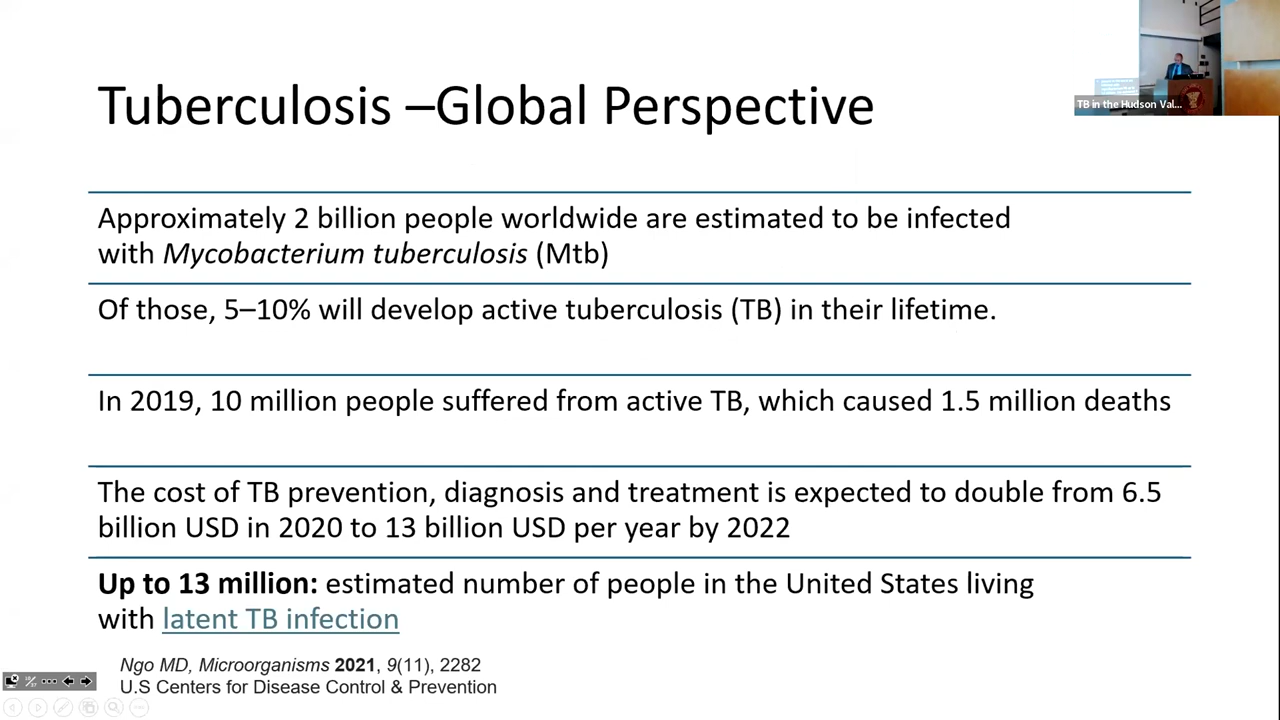 Tuberculosis –Global Perspective
TB in the Hudson Val...
Approximately 2 billion people worldwide are estimated to be infected
with Mycobacterium tuberculosis (Mtb)
Of those, 5–10% will develop active tuberculosis (TB) in their lifetime.
In 2019, 10 million people suffered from active TB, which caused 1.5 million deaths
The cost of TB prevention, diagnosis and treatment is expected to double from 6.5
billion USD in 2020 to 13 billion USD per year by 2022
Up to 13 million: estimated number of people in the United States living
with latent TB infection
Ngo MD, Microorganisms 2021, 9(11), 2282
U.S Centers for Disease Control & Prevention